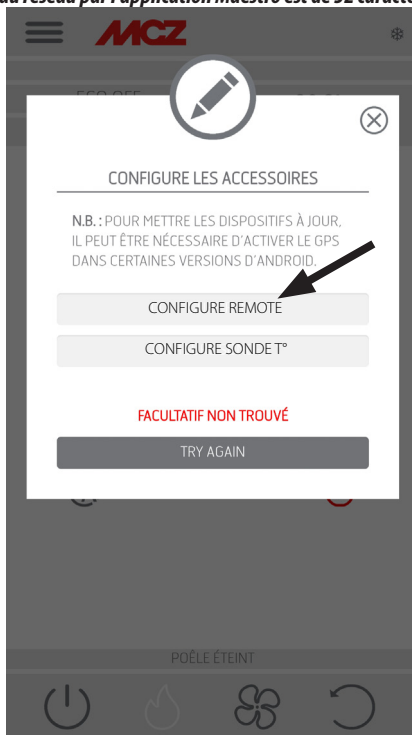 du réseau par l'application Maestro est de 32 caractè
MCZ
CONFIGURE LES ACCESSOIRES
N.B. : POUR METTRE LES DISPOSITIFS À JOUR,
IL PEUT ÊTRE NÉCESSAIRE D'ACTIVER LE GPS
DANS CERTAINES VERSIONS D'ANDROID.
CONFIGURE REMOTE
CONFIGURE SONDE T°
FACULTATIF NON TROUVÉ
TRY AGAIN
POÊLE ÉTEINT